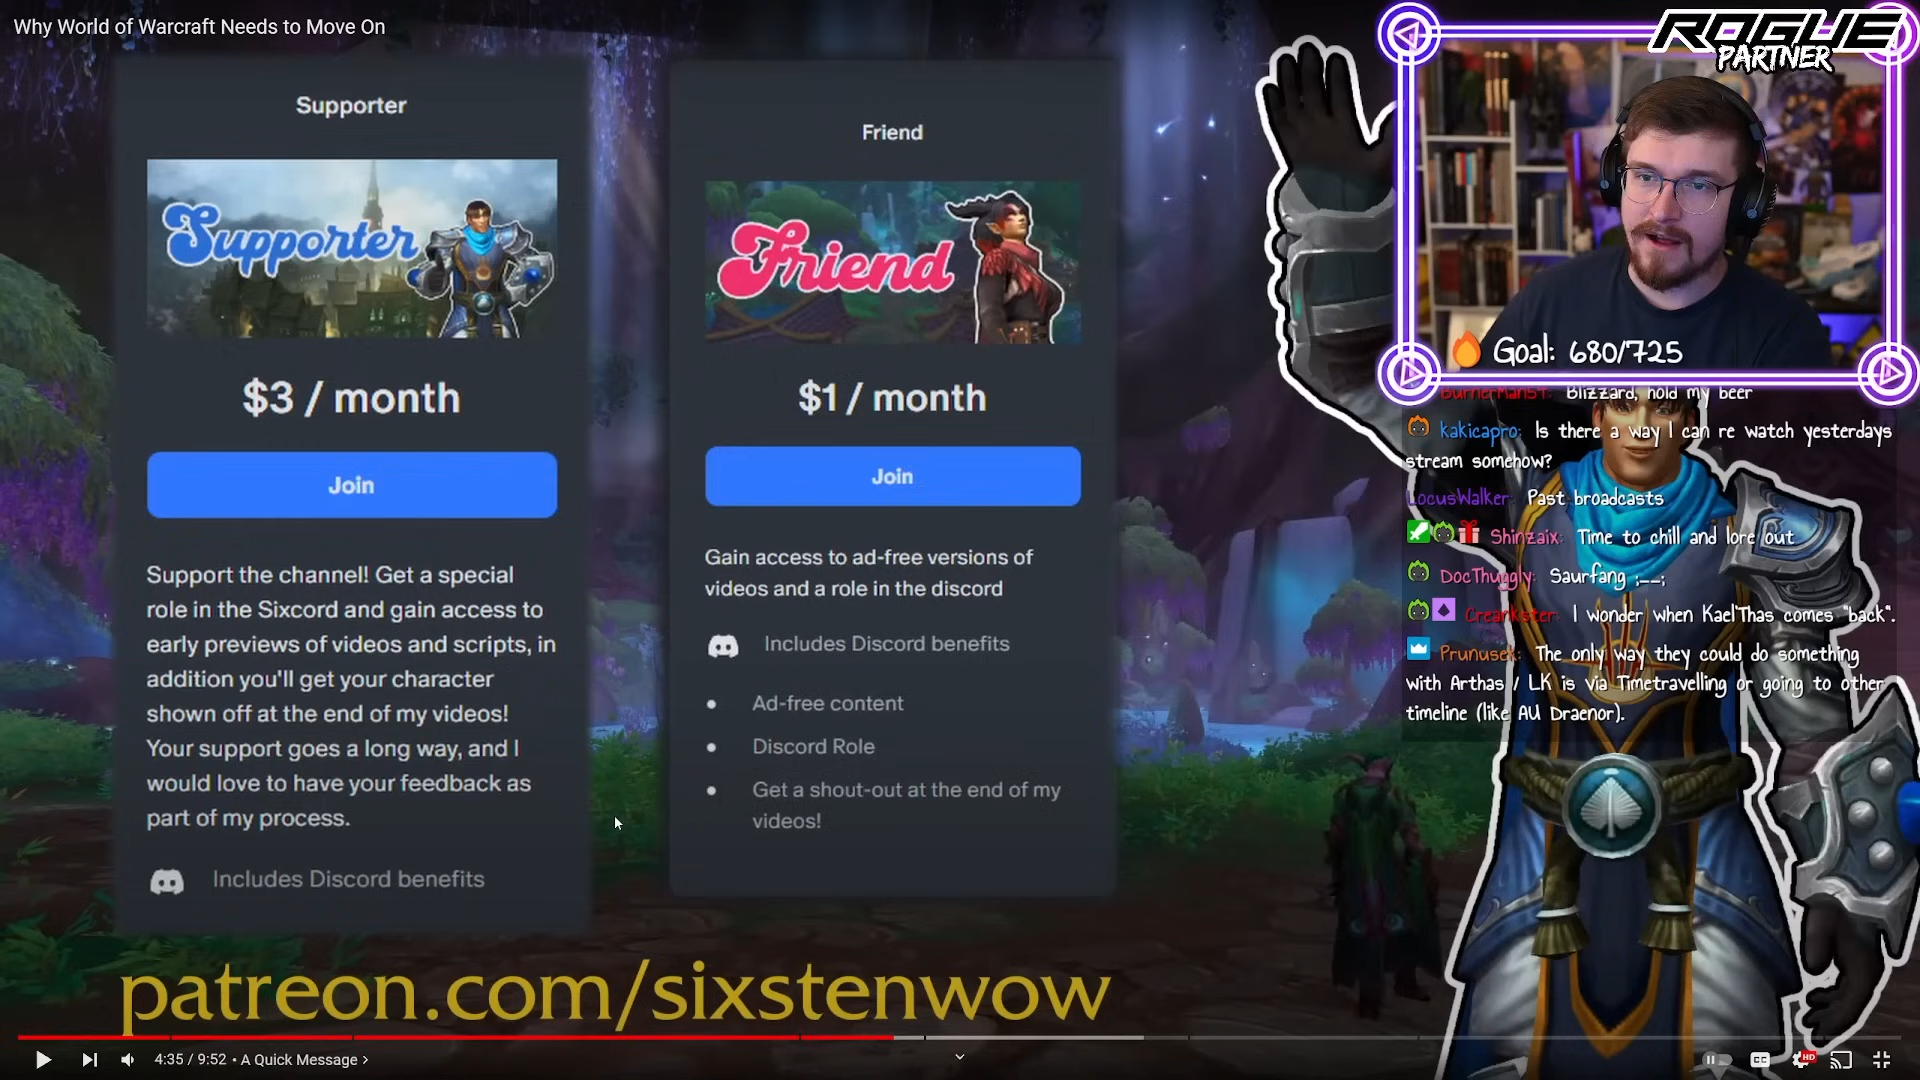 Why World of Warcraft Needs to Move On
ROGUE
PARTNER
Supporter
Supporter
$3 / month
Join
Support the channel! Get a special
role in the Sixcord and gain access to
early previews of videos and scripts, in
addition you'll get your character
shown off at the end of my videos!
Your support goes a long way, and I
would love to have your feedback as
part of my process.
Includes Discord benefits
Friend
Friend
$1 / month
Join
Gain access to ad-free versions of
videos and a role in the discord
Includes Discord benefits
• Ad-free content
• Discord Role
• Get a shout-out at the end of my
videos!
Goal: 680/725
Blizzard, hold my beer
kakicapro: Is there a way I can re watch yesterdays
stream somehow?
LocusWalker: Past broadcasts
Shinzaix: Time to chill and lore out
DocThuggly: Saurfang ;__;
Creankster: I wonder when Kael'Thas comes "back".
Prunusek: The only way they could do something
with Arthas / LK is via Timetravelling or going to other
timeline (like AU Draenor).
patreon.com/sixstenwow
4:35 / 9:52 • A Quick Message ›
CC
HD